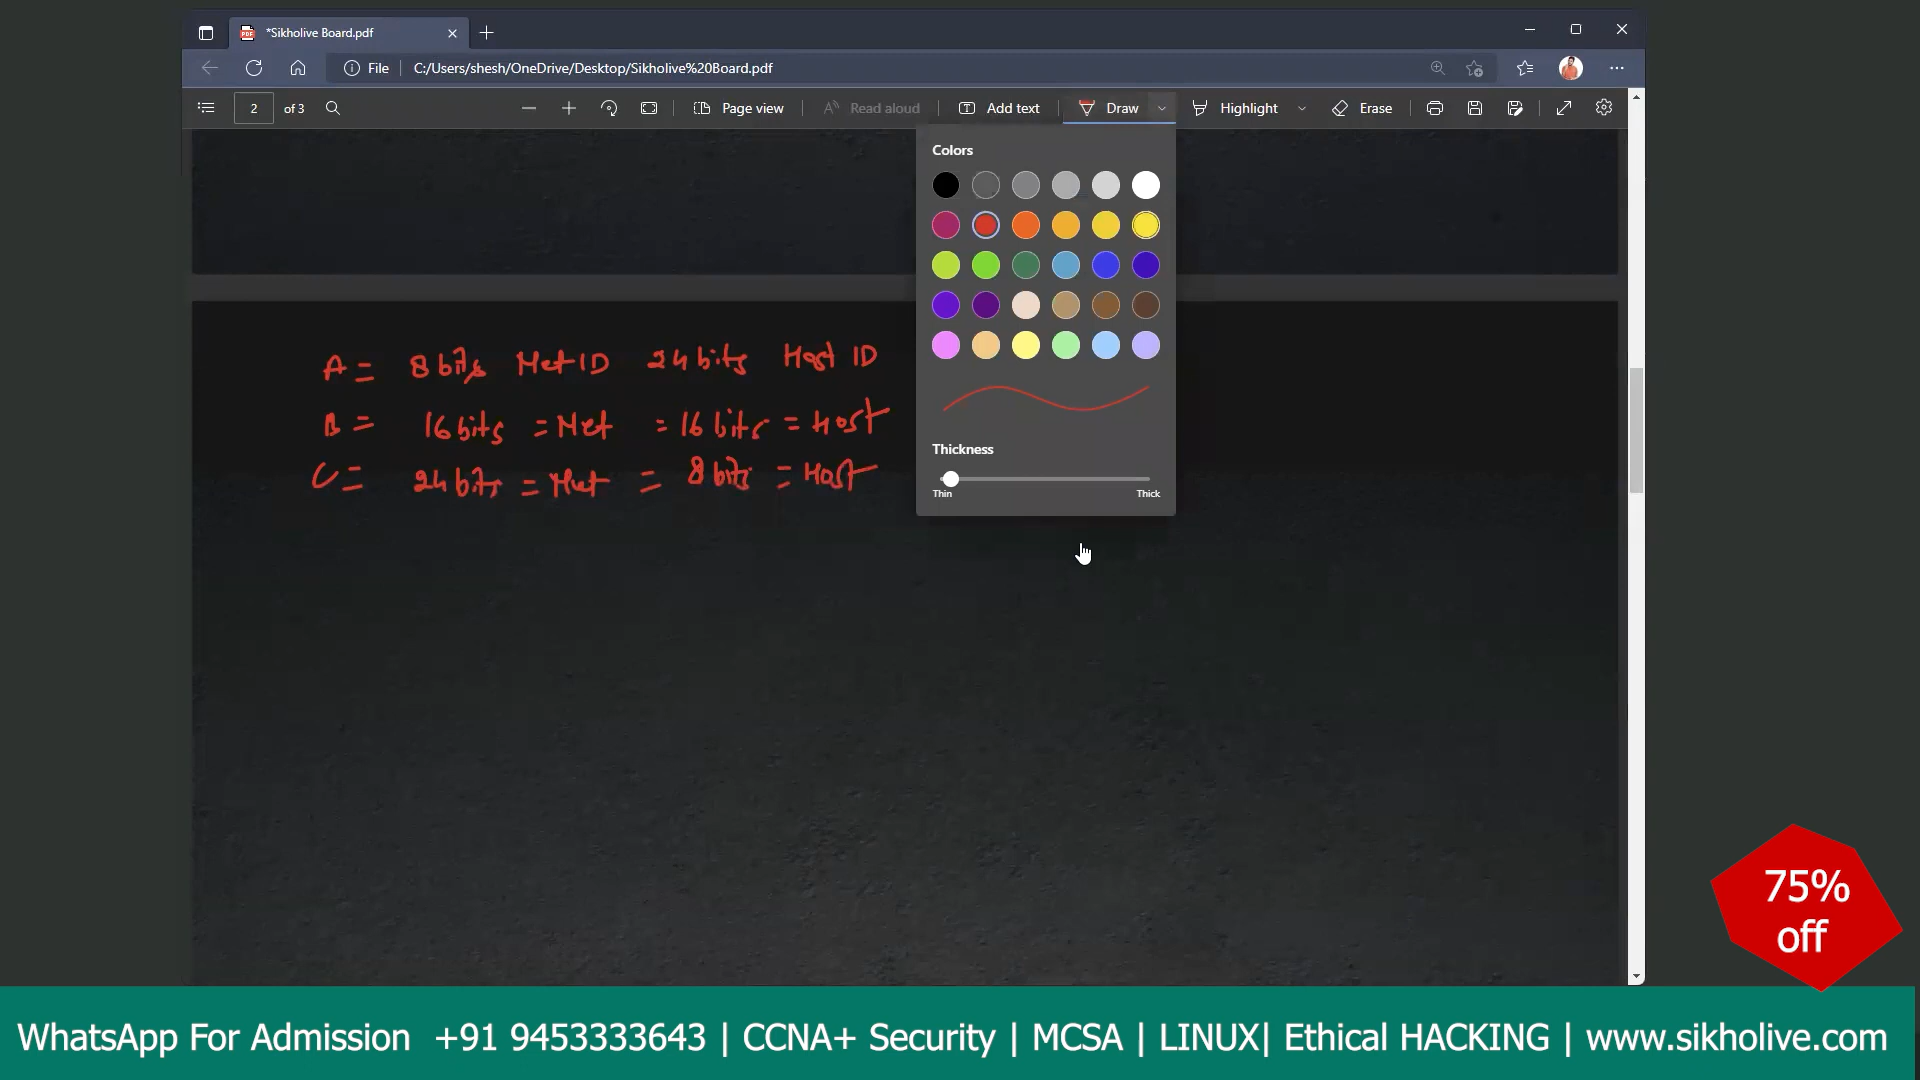 *Sikholive Board.pdf
File C:/Users/shesh/OneDrive/Desktop/Sikholive%20Board.pdf
2 of 3 Page view Read aloud Add text Draw Highlight Erase
Colors
A = 8 bits Net ID 24 bits Host ID
B = 16 bits = Net = 16 bits = Host
C = 24 bits = Net = 8 bits = Host
Thickness
Thin Thick
75%
off
WhatsApp For Admission +91 9453333643 | CCNA+ Security | MCSA | LINUX| Ethical HACKING | www.sikholive.com